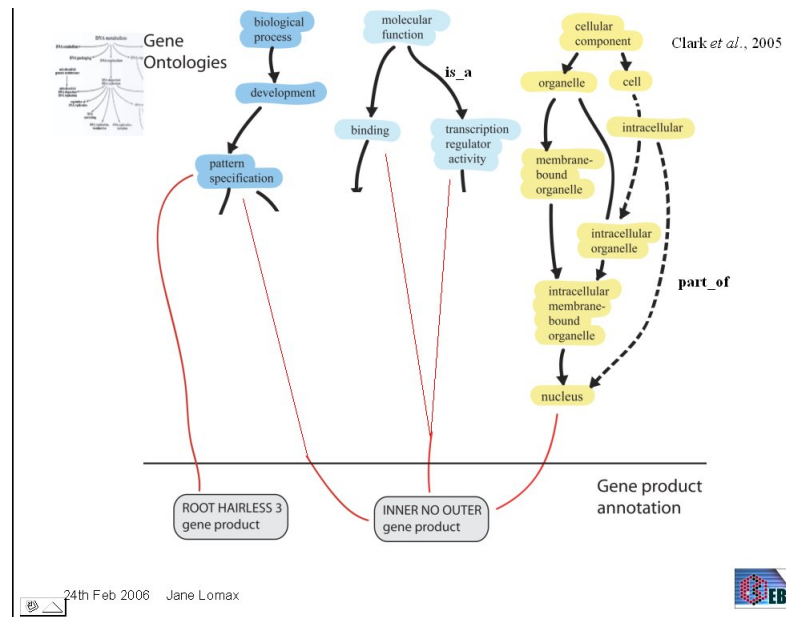 Gene
Ontologies
biological
process
development
pattern
specification
molecular
function
is_a
binding
transcription
regulator
activity
cellular
component
Clark et al., 2005
organelle
cell
intracellular
membrane-
bound
organelle
intracellular
organelle
part_of
intracellular
membrane-
bound
organelle
nucleus
ROOT HAIRLESS 3
gene product
INNER NO OUTER
gene product
Gene product
annotation
24th Feb 2006 Jane Lomax
EB